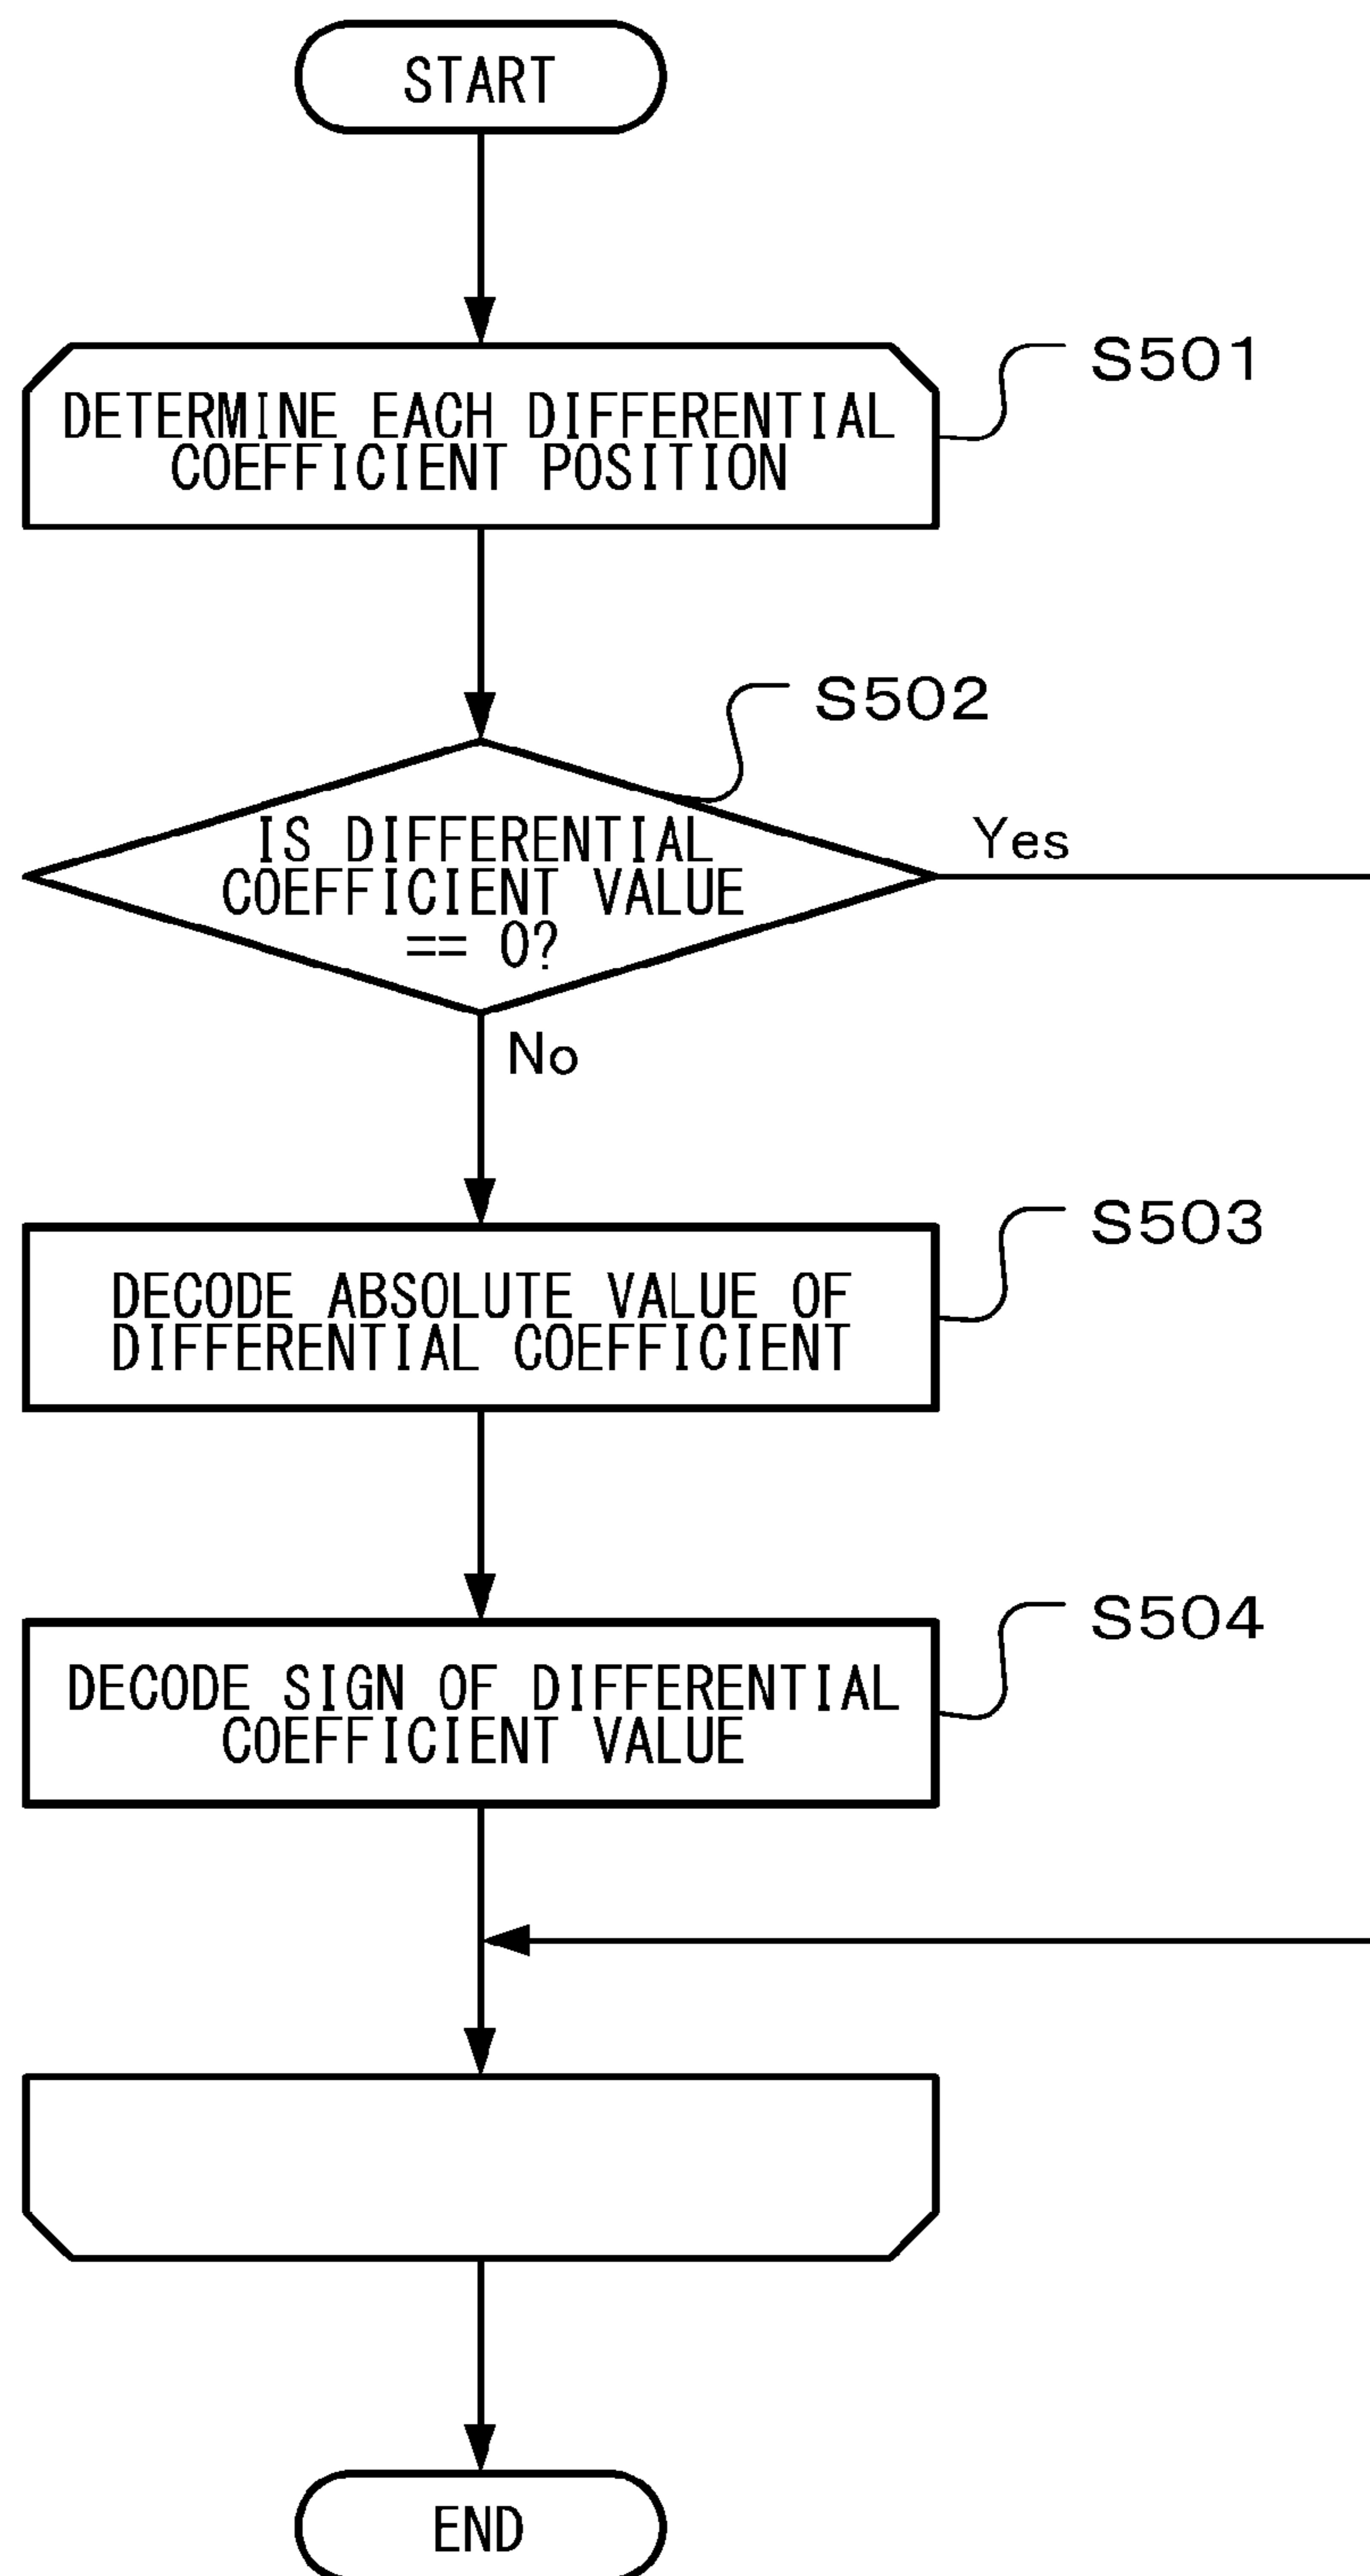 START
S501
DETERMINE EACH DIFFERENTIAL
COEFFICIENT POSITION
S502
IS DIFFERENTIAL
COEFFICIENT VALUE
== 0?
Yes
No
S503
DECODE ABSOLUTE VALUE OF
DIFFERENTIAL COEFFICIENT
S504
DECODE SIGN OF DIFFERENTIAL
COEFFICIENT VALUE
END